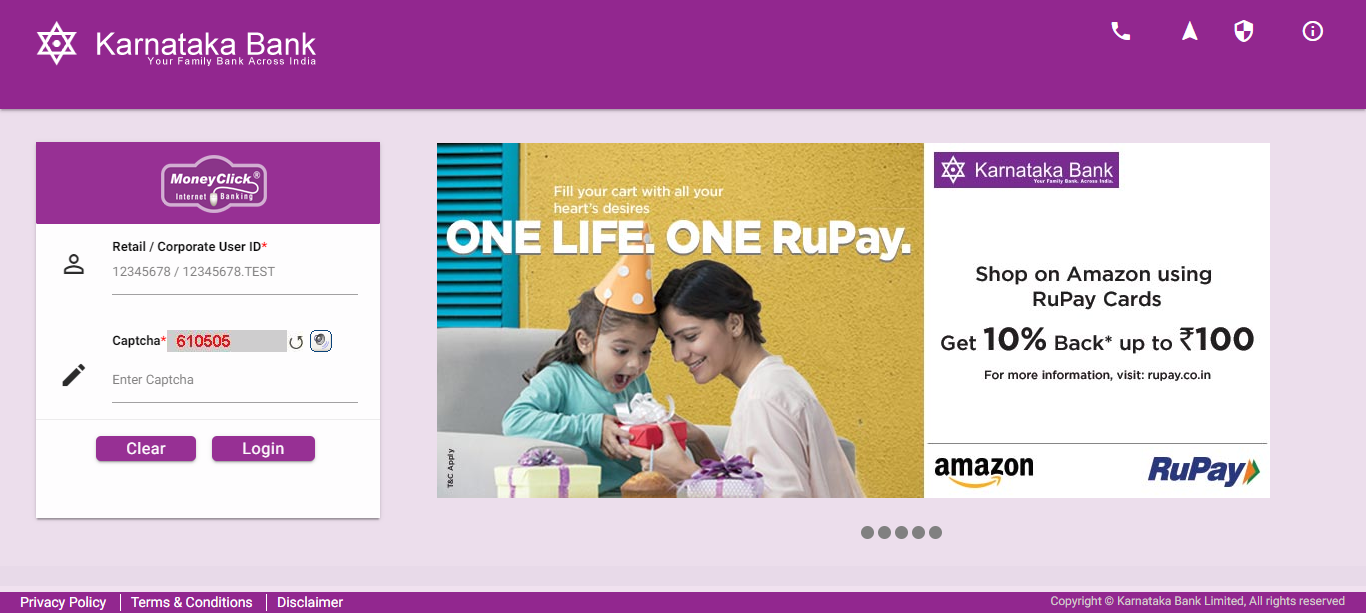 Karnataka Bank
Your Family Bank Across India
MoneyClick®
Internet Banking
Retail / Corporate User ID*
12345678 / 12345678.TEST
Captcha* 610505
Enter Captcha
Clear Login
Fill your cart with all your
heart's desires
ONE LIFE. ONE RuPay.
T&C Apply
Karnataka Bank
Your Family Bank. Across India.
Shop on Amazon using
RuPay Cards
Get 10% Back* up to ₹100
For more information, visit: rupay.co.in
amazon RuPay
Privacy Policy Terms & Conditions Disclaimer
Copyright © Karnataka Bank Limited, All rights reserved